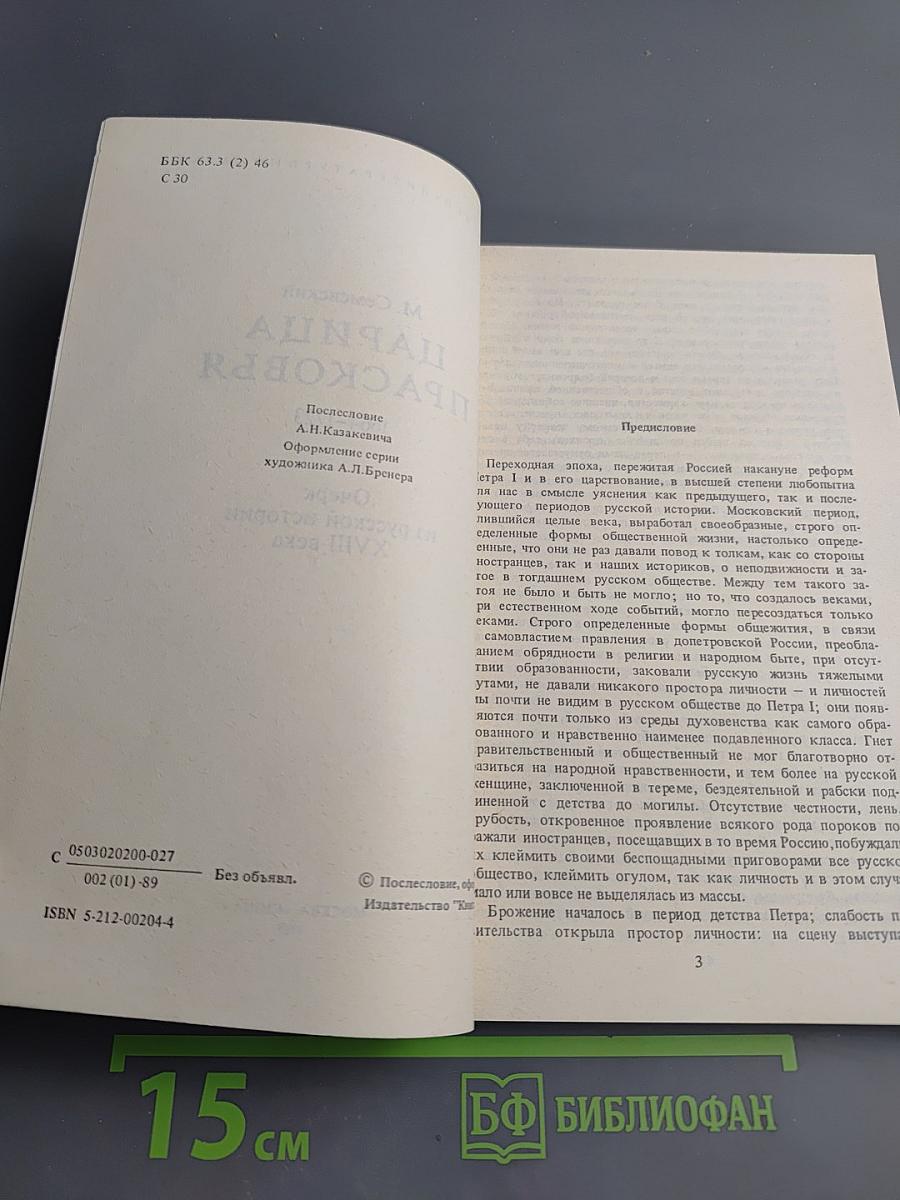 ББК 63.3 (2) 46
С 30
М. Семевский
ЦАРИЦА
ПРАСКОВЬЯ
Послесловие
А.Н.Казакевича
Оформление серии
художника А.Л.Бренера
Очерк
из русской истории
XVIII века
С 0503020200-027
002 (01)-89
Без объявл.
ISBN 5-212-00204-4
© Послесловие, офо
Издательство "Кни
Предисловие
Переходная эпоха, пережитая Россией накануне реформ
етра I и в его царствование, в высшей степени любопытна
ля нас в смысле уяснения как предыдущего, так и после-
ующего периодов русской истории. Московский период,
лившийся целые века, выработал своеобразные, строго оп-
еделенные формы общественной жизни, настолько опреде-
енные, что они не раз давали повод к толкам, как со стороны
ностранцев, так и наших историков, о неподвижности и за-
тое в тогдашнем русском обществе. Между тем такого за-
тоя не было и быть не могло; но то, что создалось веками,
ри естественном ходе событий, могло пересоздаться только
еками. Строго определенные формы общежития, в связи
самовластием правления в допетровской России, преобла-
анием обрядности в религии и народном быте, при отсут-
твии образованности, заковали русскую жизнь тяжелыми
утами, не давали никакого простора личности — и личностей
ы почти не видим в русском обществе до Петра I; они появ-
яются почти только из среды духовенства как самого обра-
ованного и нравственно наименее подавленного класса. Гнет
равительственный и общественный не мог благотворно от-
азиться на народной нравственности, и тем более на русской
женщине, заключенной в тереме, бездеятельной и рабски под-
иненной с детства до могилы. Отсутствие честности, лень,
рубость, откровенное проявление всякого рода пороков по-
ажали иностранцев, посещавших в то время Россию,побуждали
х клеймить своими беспощадными приговорами все русско
бщество, клеймить огулом, так как личность и в этом случ
мало или вовсе не выделялась из массы.
Брожение началось в период детства Петра; слабость п
вительства открыла простор личности: на сцену выступа
3
15 см
БФ БИБЛИОФАН